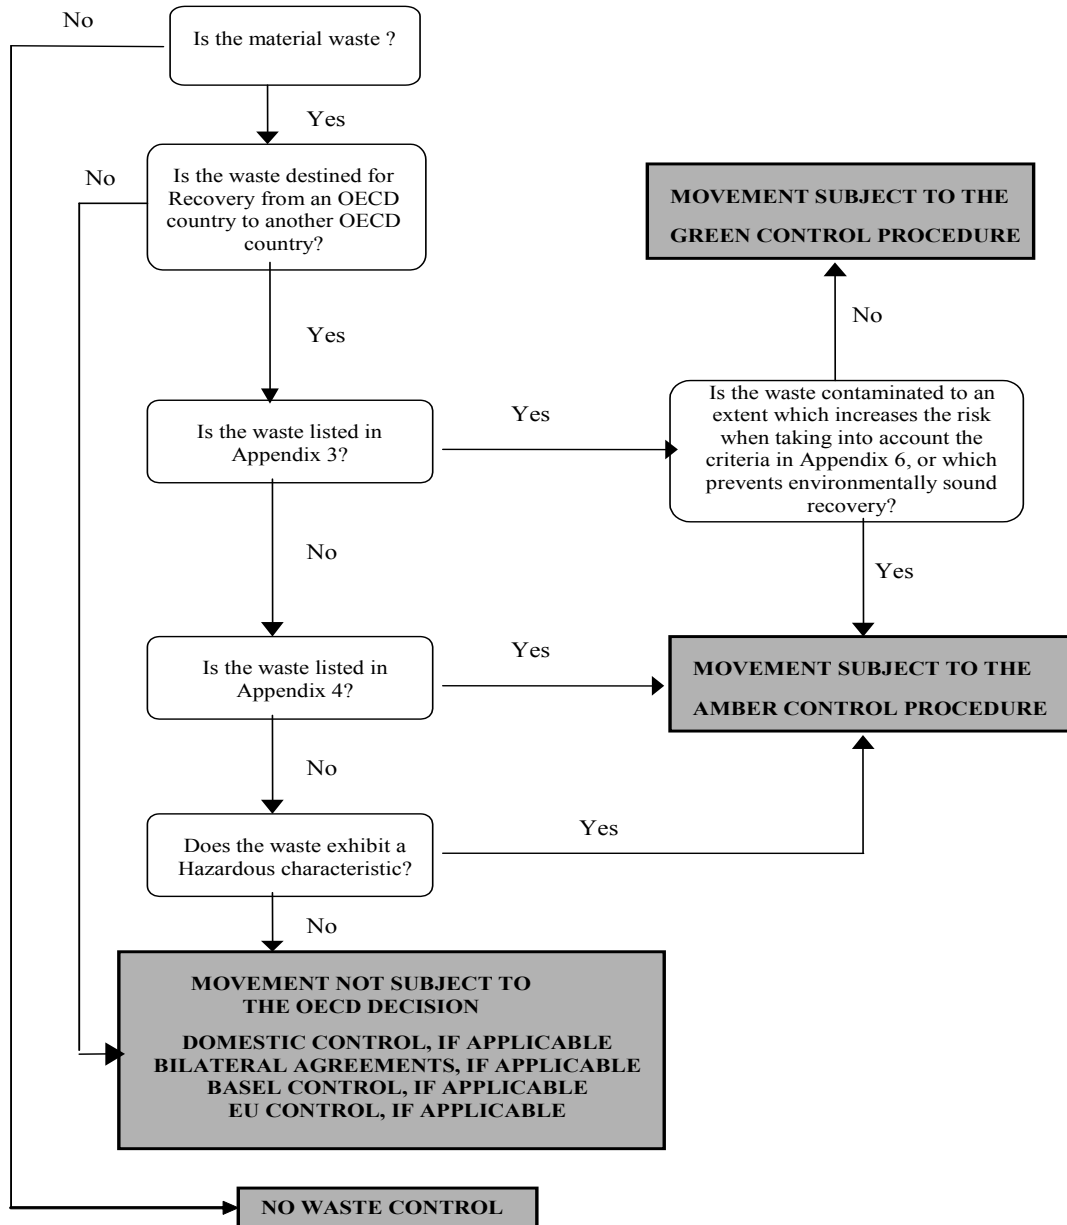 No
Is the material waste ?
Yes
No
Is the waste destined for
Recovery from an OECD
country to another OECD
country?
MOVEMENT SUBJECT TO THE
GREEN CONTROL PROCEDURE
Yes
No
Is the waste listed in
Appendix 3?
Yes
Is the waste contaminated to an
extent which increases the risk
when taking into account the
criteria in Appendix 6, or which
prevents environmentally sound
recovery?
No
Yes
Is the waste listed in
Appendix 4?
Yes
MOVEMENT SUBJECT TO THE
AMBER CONTROL PROCEDURE
No
Does the waste exhibit a
Hazardous characteristic?
Yes
No
MOVEMENT NOT SUBJECT TO
THE OECD DECISION
DOMESTIC CONTROL, IF APPLICABLE
BILATERAL AGREEMENTS, IF APPLICABLE
BASEL CONTROL, IF APPLICABLE
EU CONTROL, IF APPLICABLE
NO WASTE CONTROL